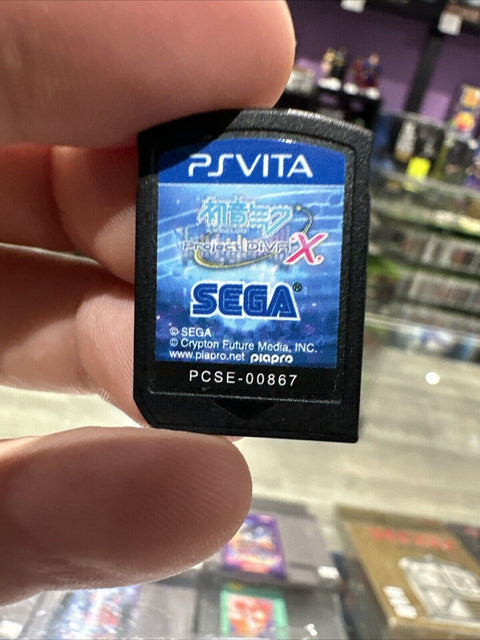 PSVITA
初音ミク
Project DIVA X
SEGA®
© SEGA
© Crypton Future Media, INC.
www.piapro.net piapro
PCSE-00867